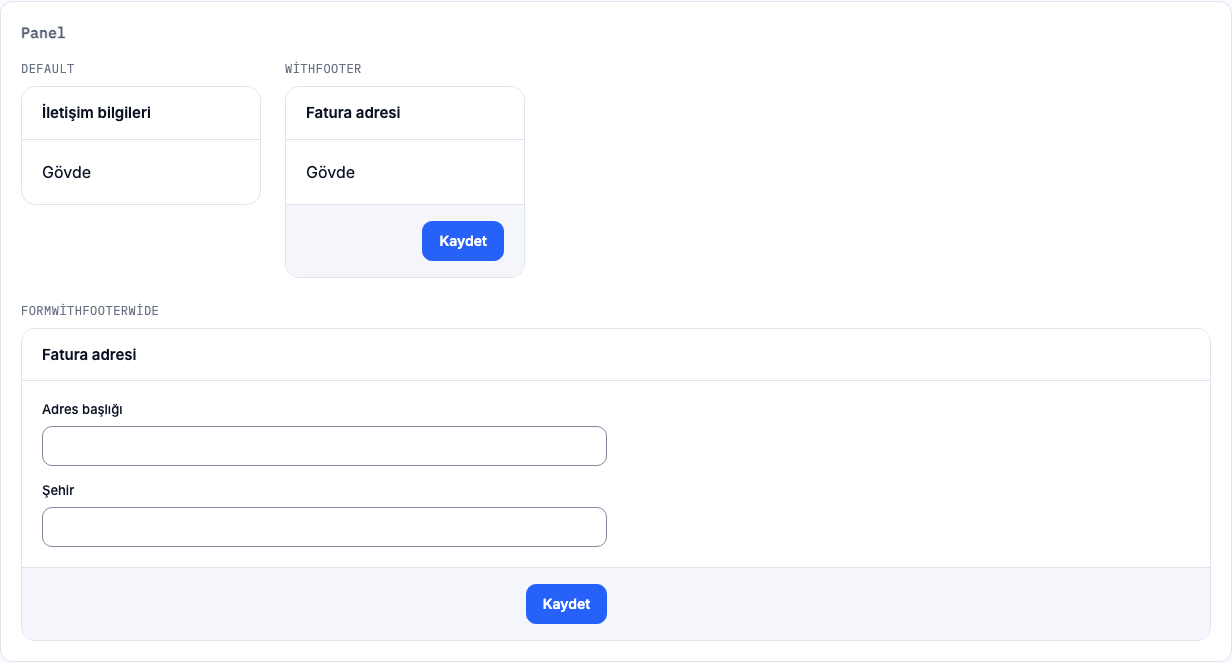 Panel
DEFAULT
WİTHFOOTER
İletişim bilgileri
Fatura adresi
Gövde
Gövde
Kaydet
FORMWİTHFOOTERWİDE
Fatura adresi
Adres başlığı
Şehir
Kaydet